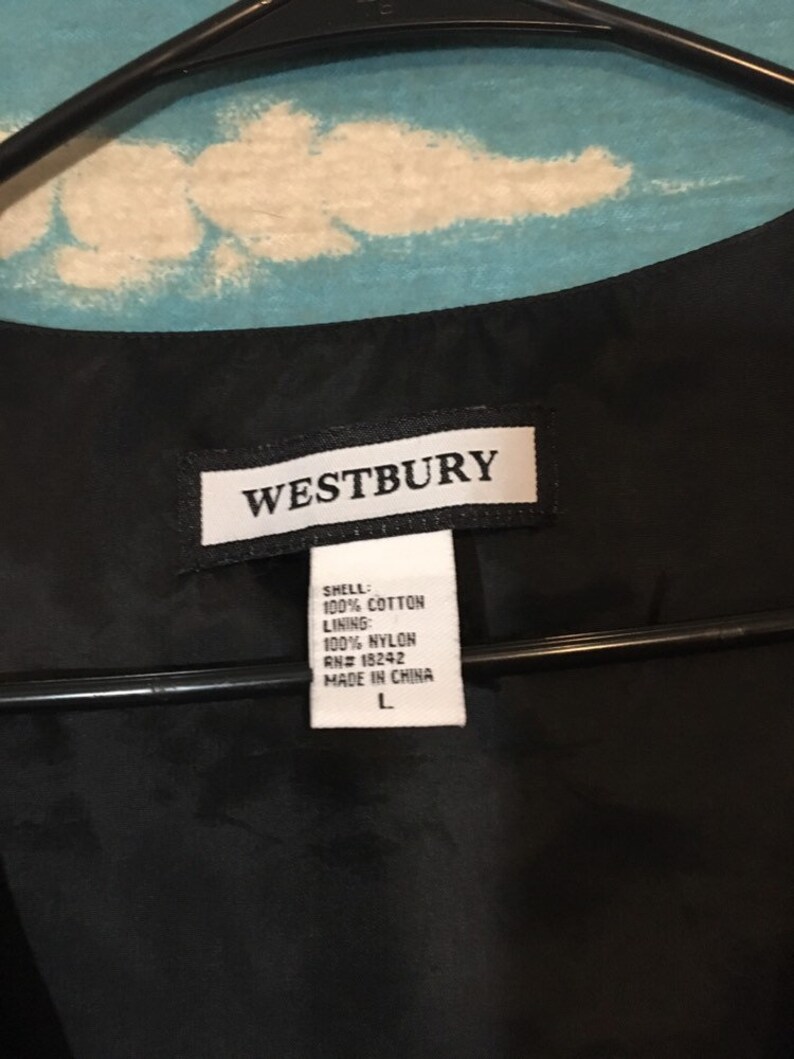 WESTBURY
SHELL:
100% COTTON
LINING:
100% NYLON
RN# 18242
MADE IN CHINA
L